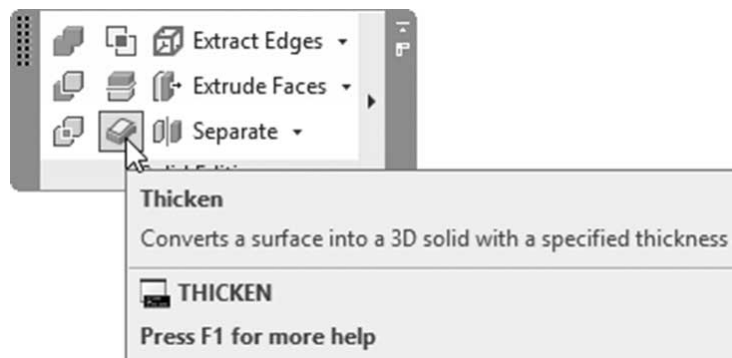 Extract Edges
Extrude Faces
Separate
Thicken
Converts a surface into a 3D solid with a specified thickness
THICKEN
Press F1 for more help